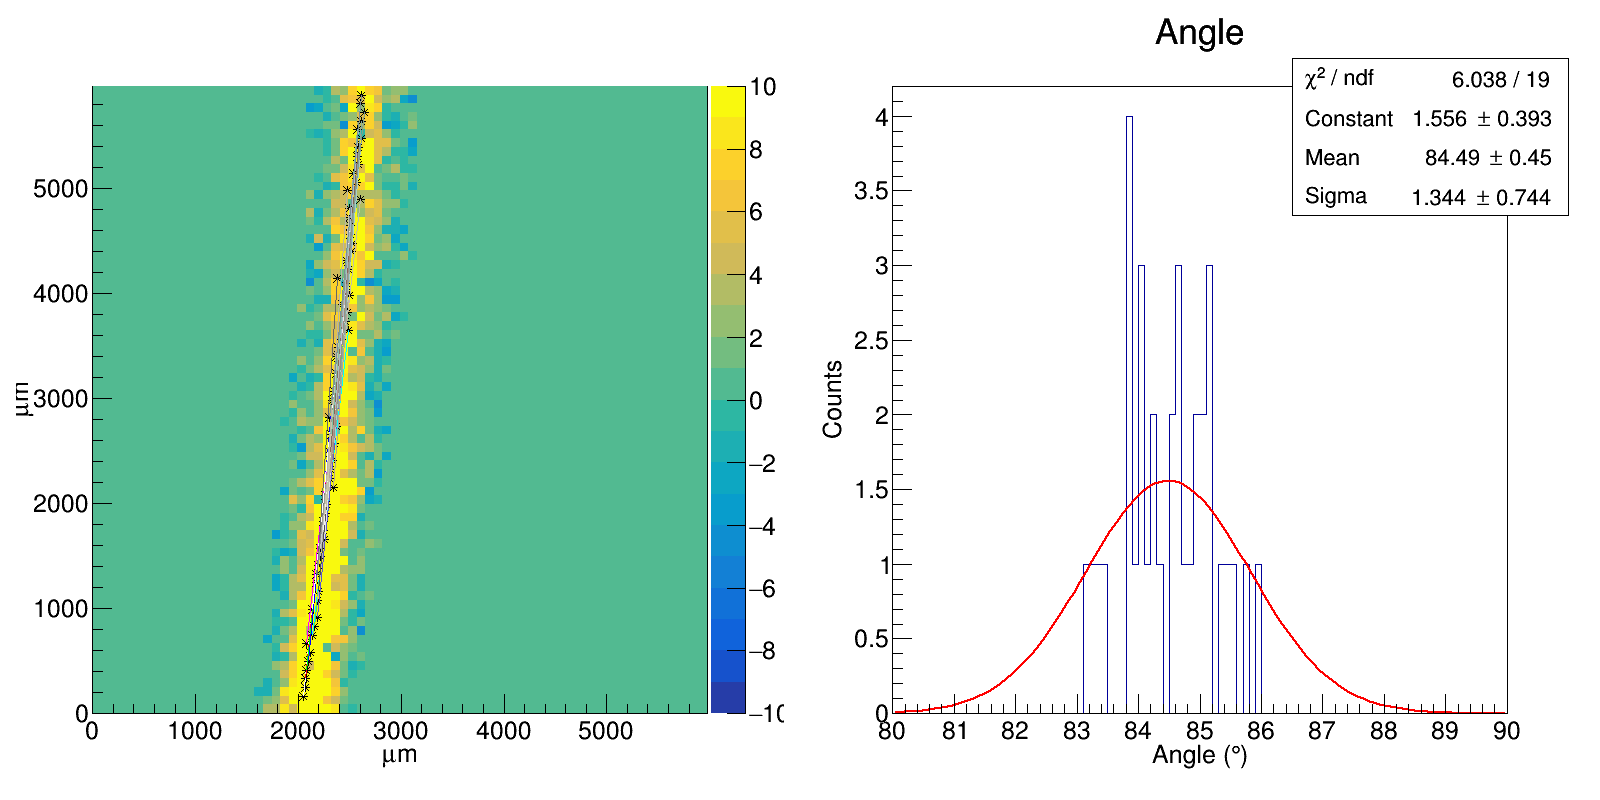 Angle
χ² / ndf 6.038 / 19
Constant 1.556 ± 0.393
Mean 84.49 ± 0.45
Sigma 1.344 ± 0.744
μm
5000
4000
3000
2000
1000
0
0 1000 2000 3000 4000 5000
μm
10
8
6
4
2
0
−2
−4
−6
−8
−10
Counts
4
3.5
3
2.5
2
1.5
1
0.5
0
80 81 82 83 84 85 86 87 88 89 90
Angle (°)